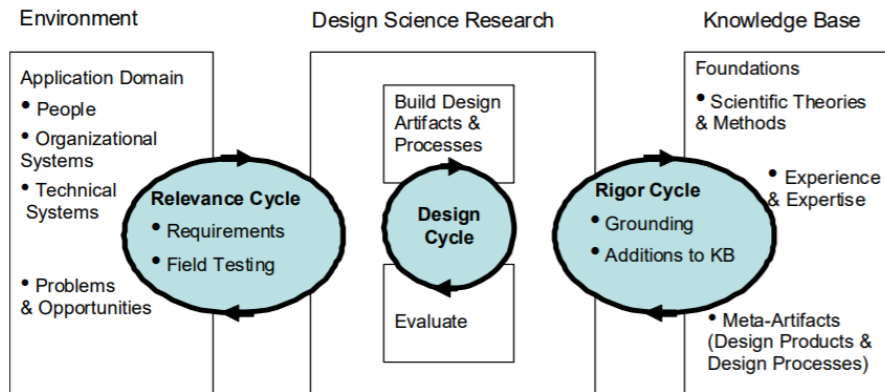 Environment
Design Science Research
Knowledge Base
Application Domain
• People
• Organizational
Systems
• Technical
Systems
• Problems
& Opportunities
Relevance Cycle
• Requirements
• Field Testing
Build Design
Artifacts &
Processes
Design
Cycle
Evaluate
Rigor Cycle
• Grounding
• Additions to KB
Foundations
• Scientific Theories
& Methods
• Experience
& Expertise
• Meta-Artifacts
(Design Products &
Design Processes)